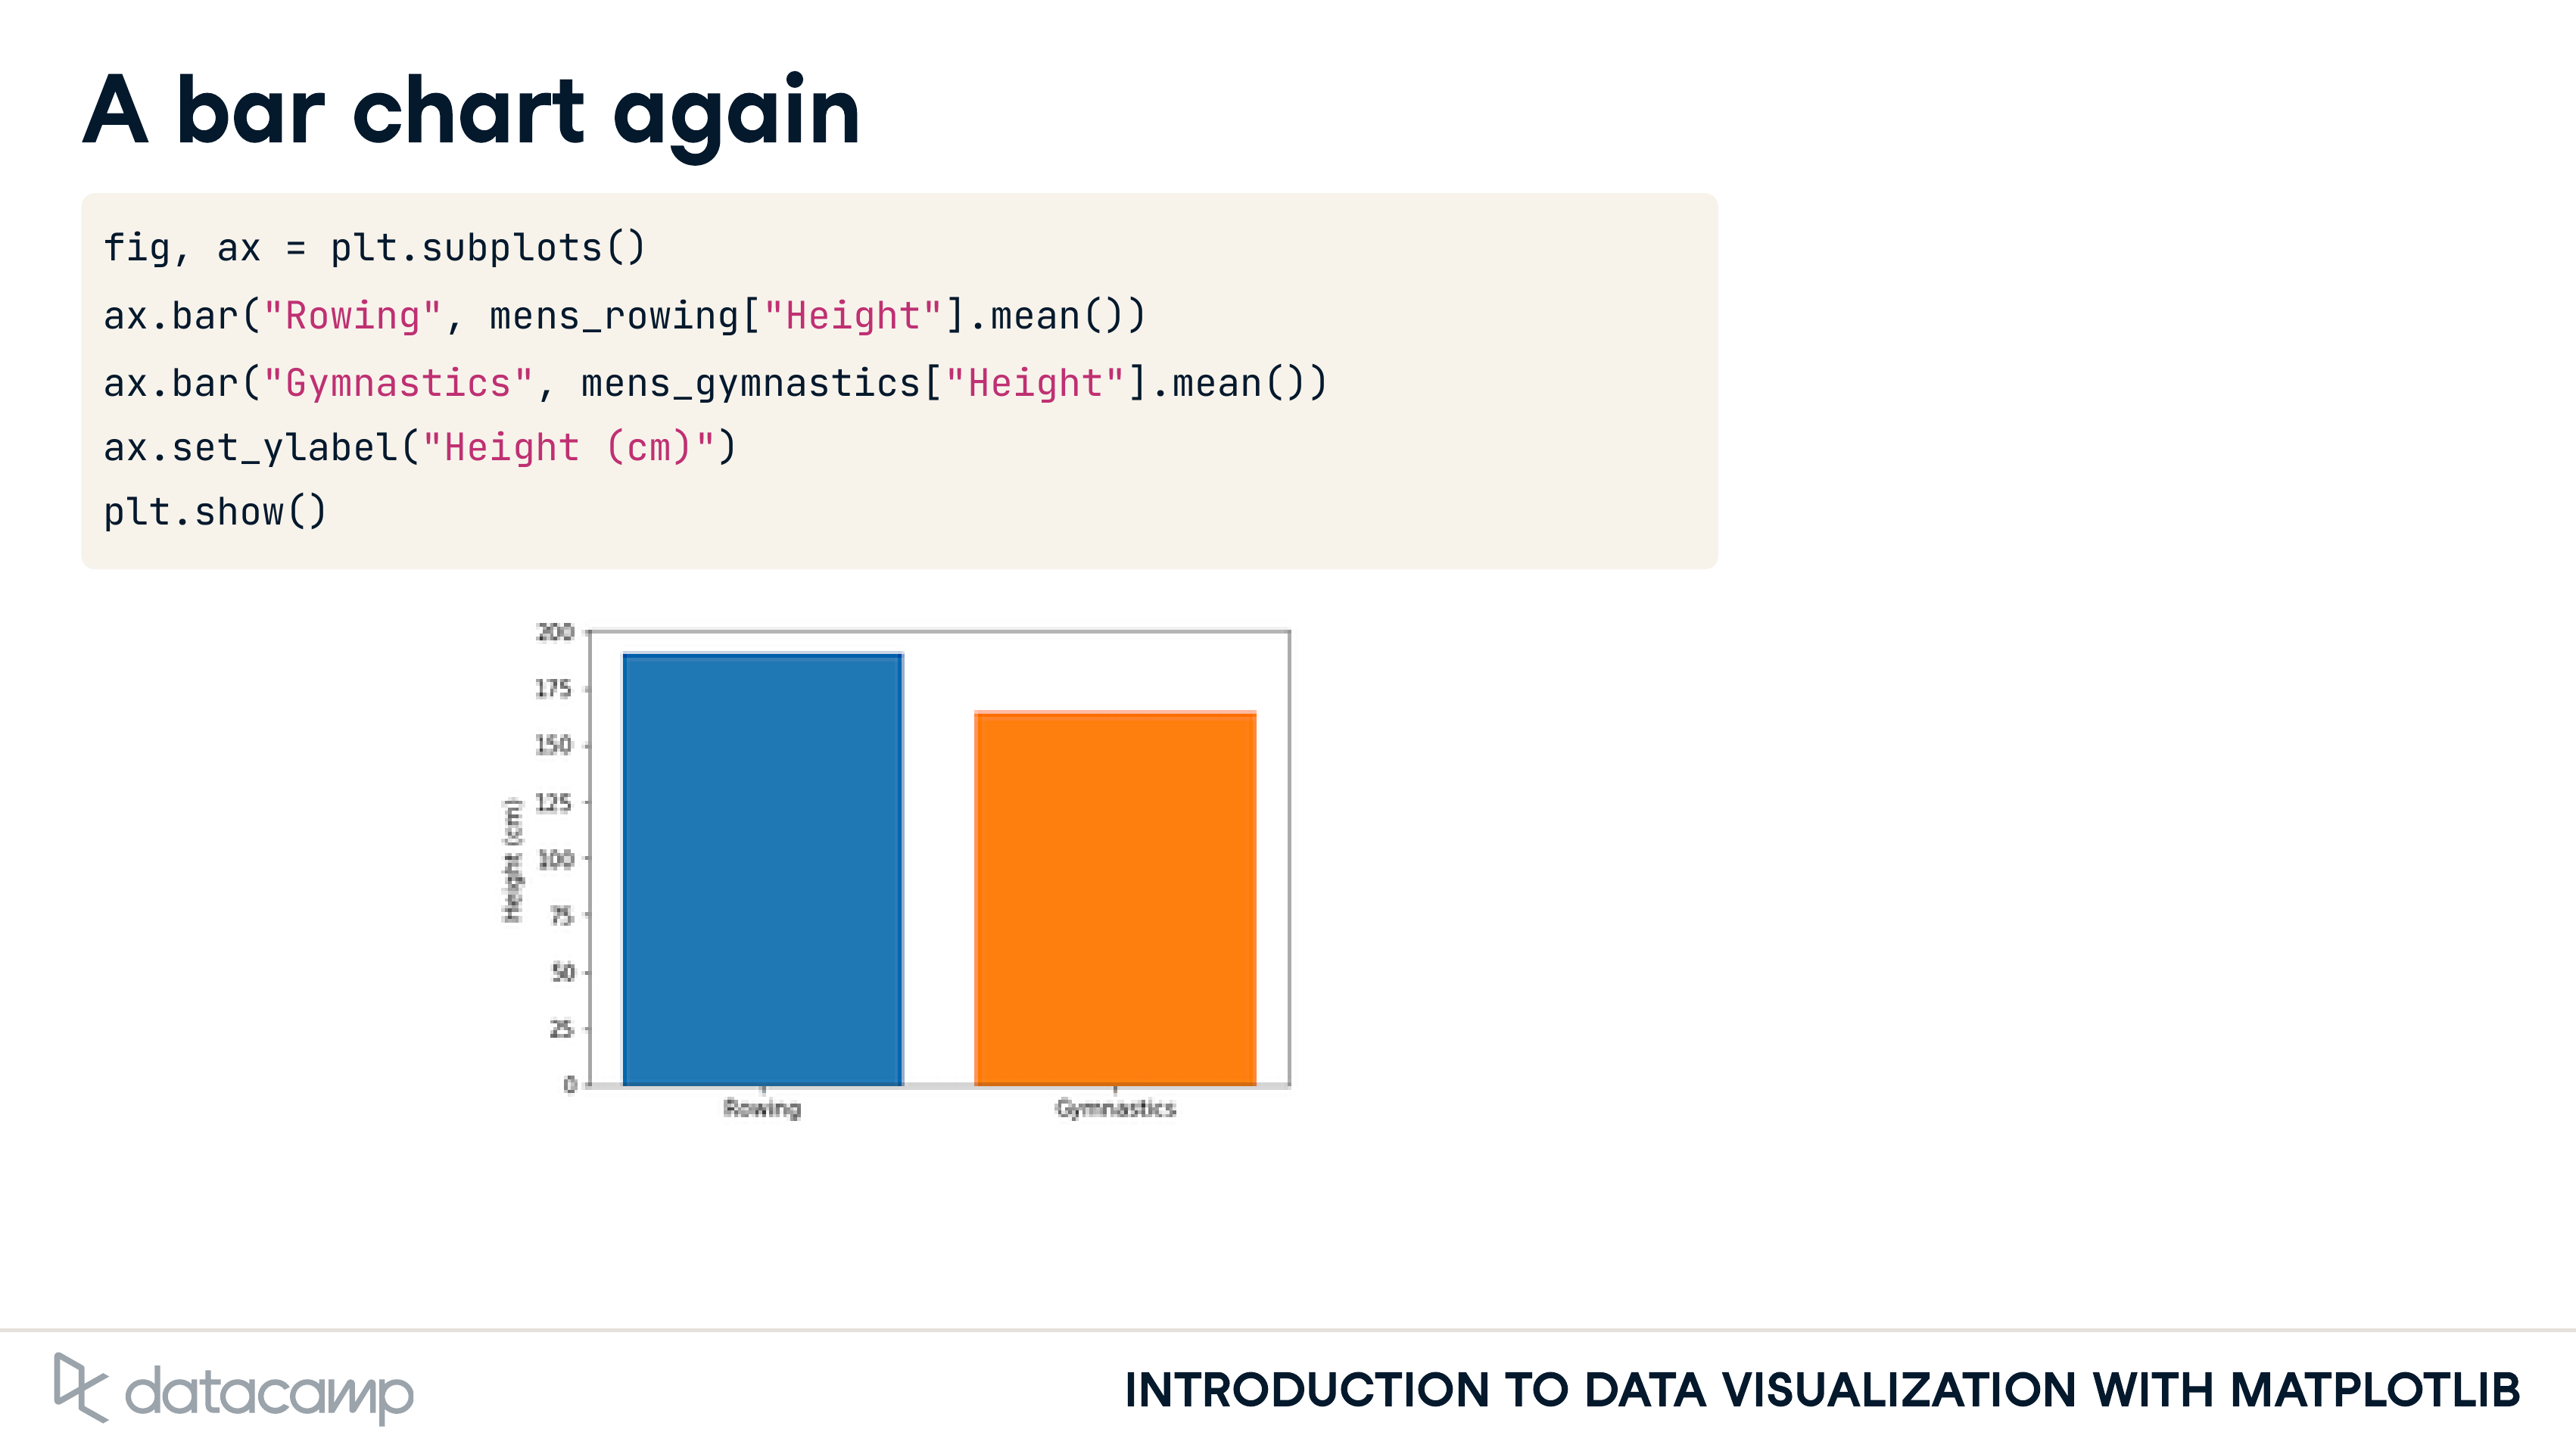 A bar chart again
fig, ax = plt.subplots()
ax.bar("Rowing", mens_rowing["Height"].mean())
ax.bar("Gymnastics", mens_gymnastics["Height"].mean())
ax.set_ylabel("Height (cm)")
plt.show()
200
175
150
125
100
75
50
25
0
Height (cm)
Rowing
Gymnastics
datacamp
INTRODUCTION TO DATA VISUALIZATION WITH MATPLOTLIB